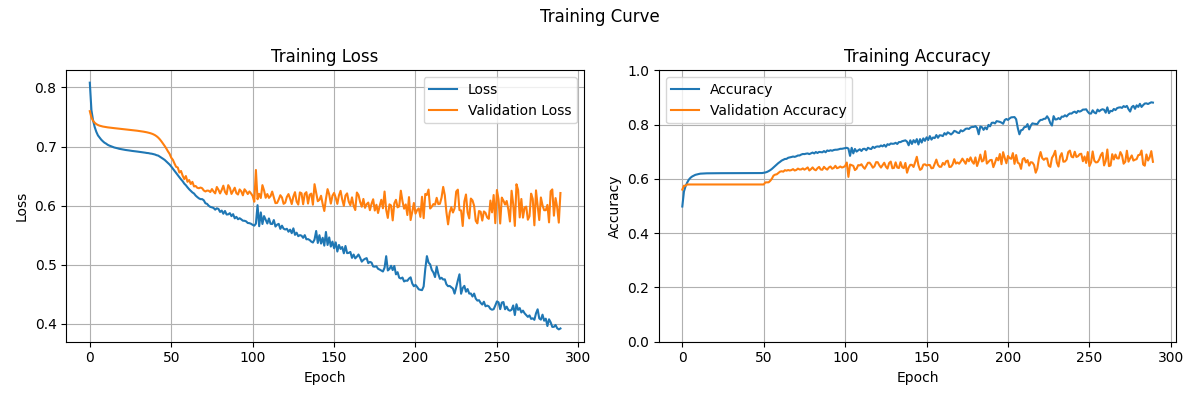 Training Curve
Training Loss
0.8
0.7
0.6
0.5
0.4
Loss
Loss
Validation Loss
0
50
100
150
200
250
300
Epoch
Training Accuracy
1.0
0.8
0.6
0.4
0.2
0.0
Accuracy
Accuracy
Validation Accuracy
0
50
100
150
200
250
300
Epoch